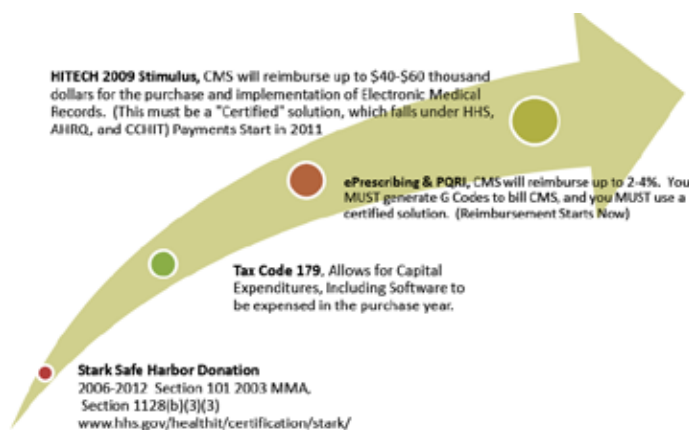 HITECH 2009 Stimulus, CMS will reimburse up to $40-$60 thousand
dollars for the purchase and implementation of Electronic Medical
Records. (This must be a "Certified" solution, which falls under HHS,
AHRQ, and CCHIT) Payments Start in 2011
ePrescribing & PQRI, CMS will reimburse up to 2-4%. You
MUST generate G Codes to bill CMS, and you MUST use a
certified solution. (Reimbursement Starts Now)
Tax Code 179, Allows for Capital
Expenditures, Including Software to
be expensed in the purchase year.
Stark Safe Harbor Donation
2006-2012 Section 101 2003 MMA,
Section 1128(b)(3)(3)
www.hhs.gov/healthit/certification/stark/